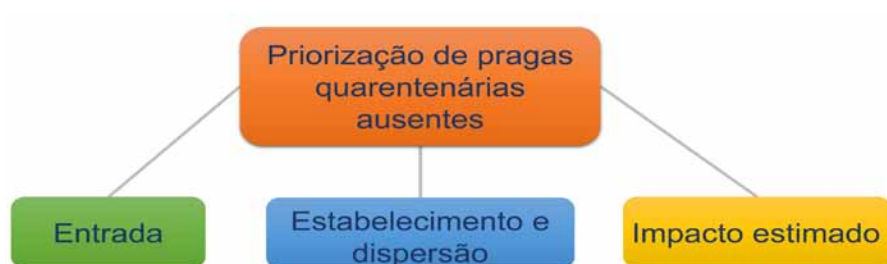 Priorização de pragas
quarentenárias
ausentes
Entrada
Estabelecimento e
dispersão
Impacto estimado